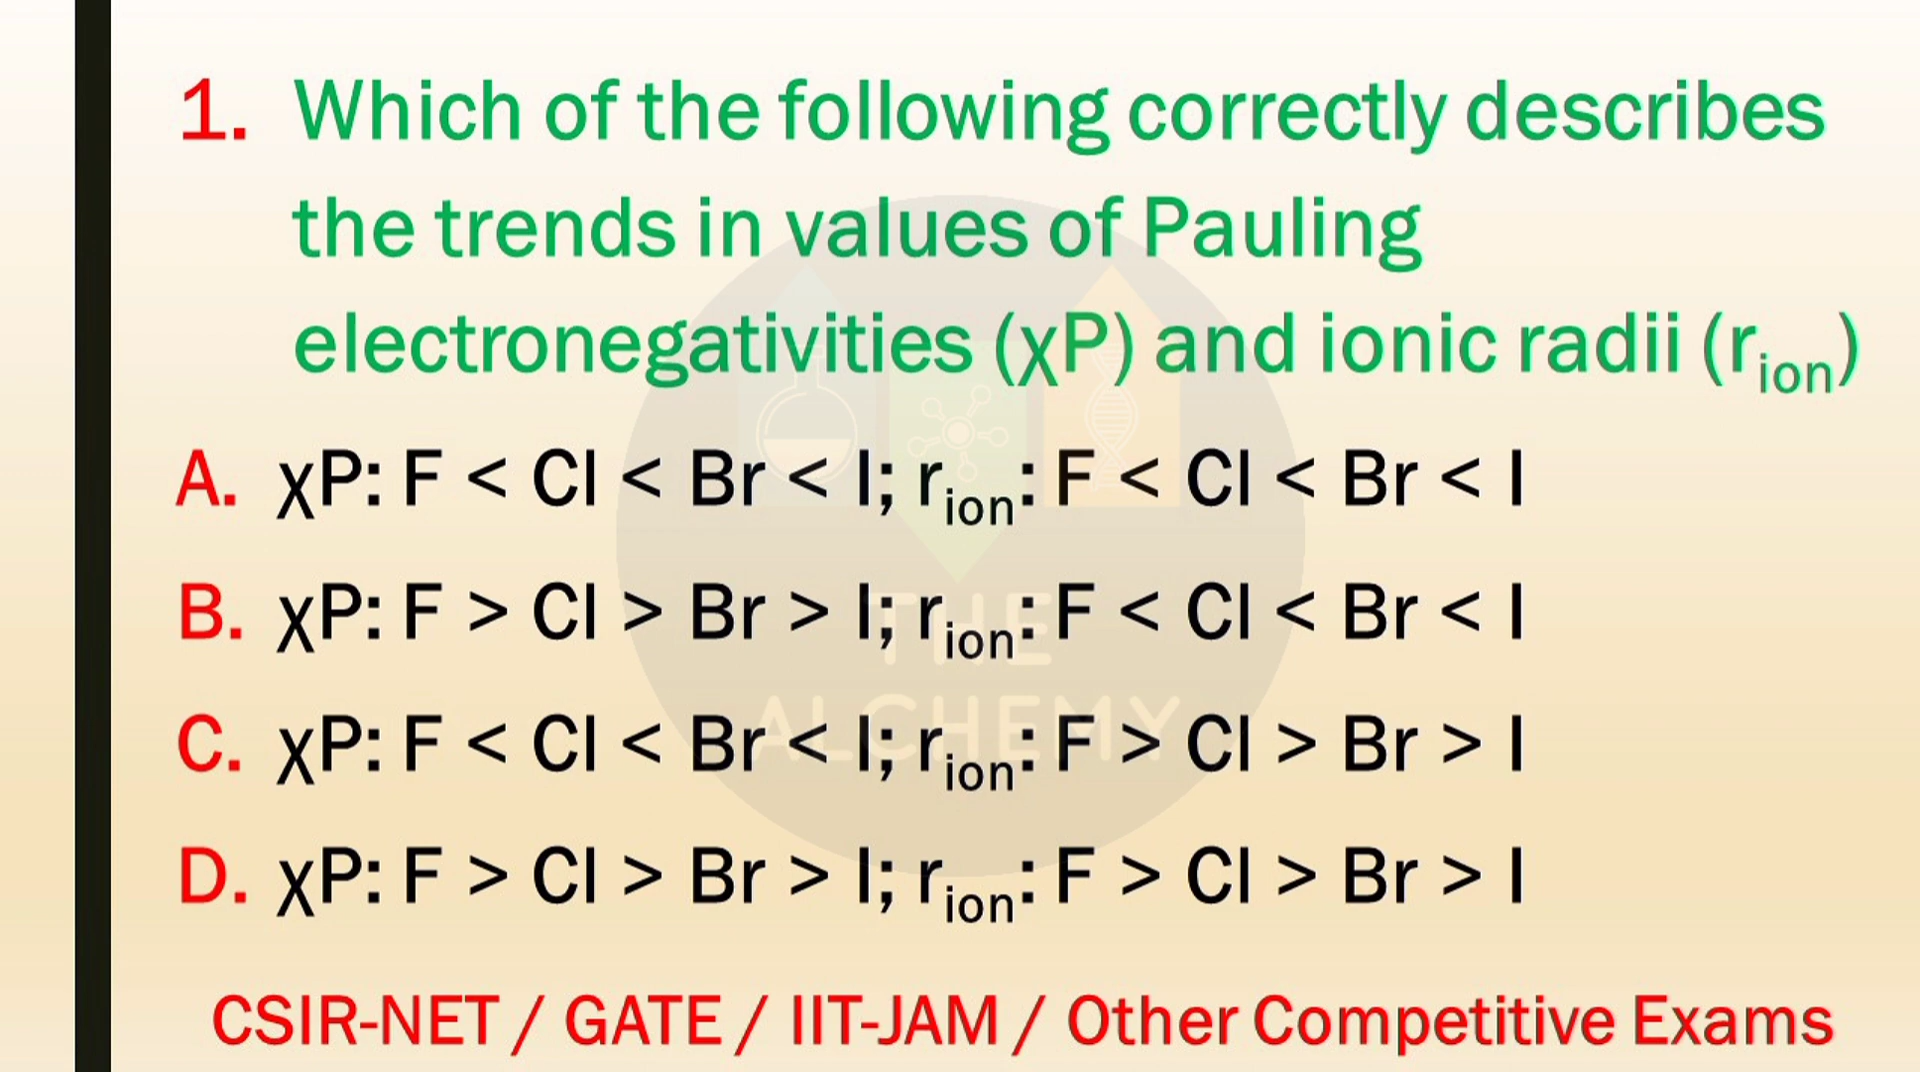 1. Which of the following correctly describes
the trends in values of Pauling
electronegativities (χP) and ionic radii (rion)
A. χP: F < Cl < Br < I; rion: F < Cl < Br < I
B. χP: F > Cl > Br > I; rion: F < Cl < Br < I
THE
C. χP: F < Cl < Br < I; rion: F > Cl > Br > I
ALCHEMY
D. χP: F > Cl > Br > I; rion: F > Cl > Br > I
CSIR-NET / GATE / IIT-JAM / Other Competitive Exams